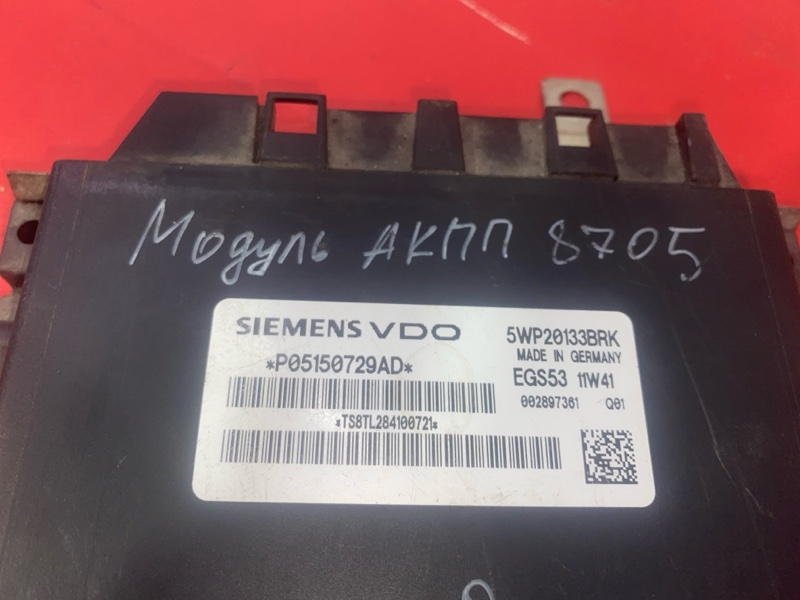 Модуль АКПП 8705
SIEMENS VDO
5WP20133BRK
MADE IN GERMANY
*P05150729AD*
EGS53 11W41
002897361 Q01
*TS8TL284100721*